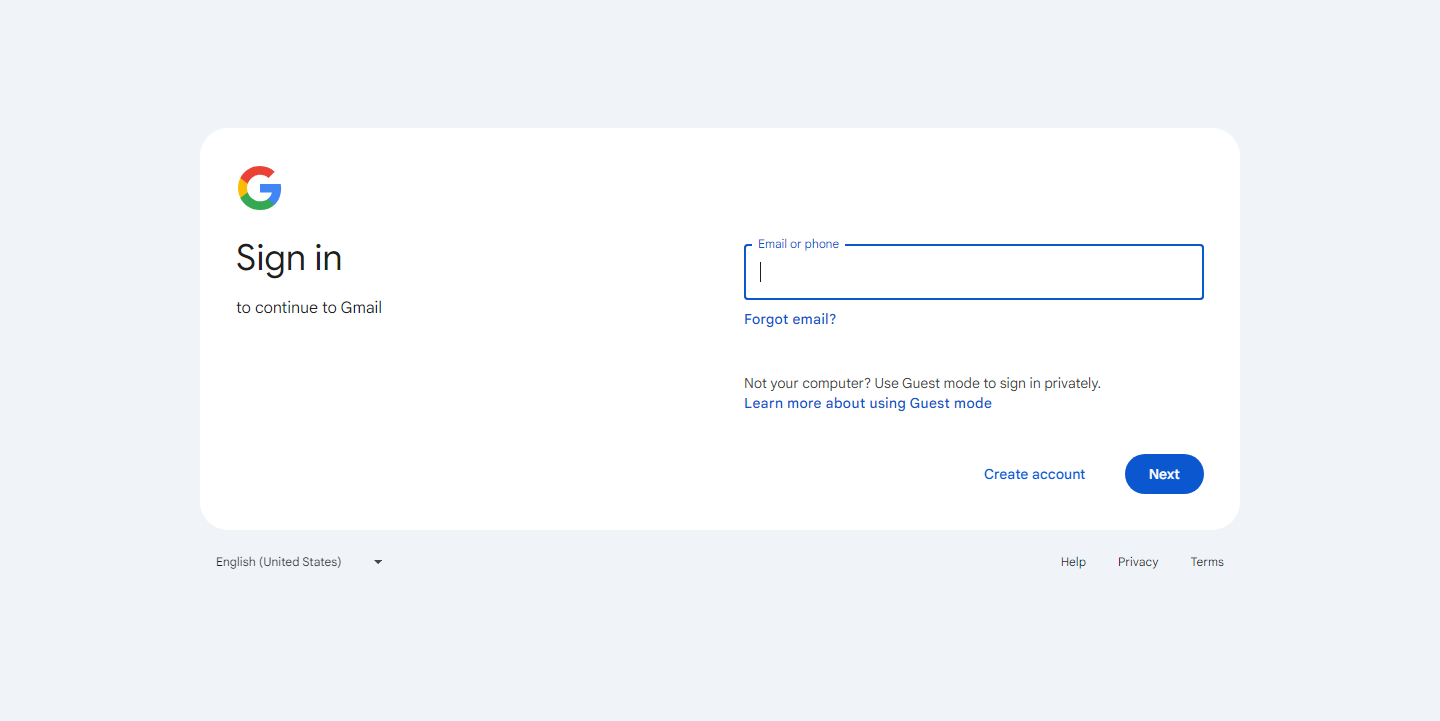 Sign in
to continue to Gmail
Email or phone
Forgot email?
Not your computer? Use Guest mode to sign in privately.
Learn more about using Guest mode
Create account
Next
English (United States)
Help
Privacy
Terms